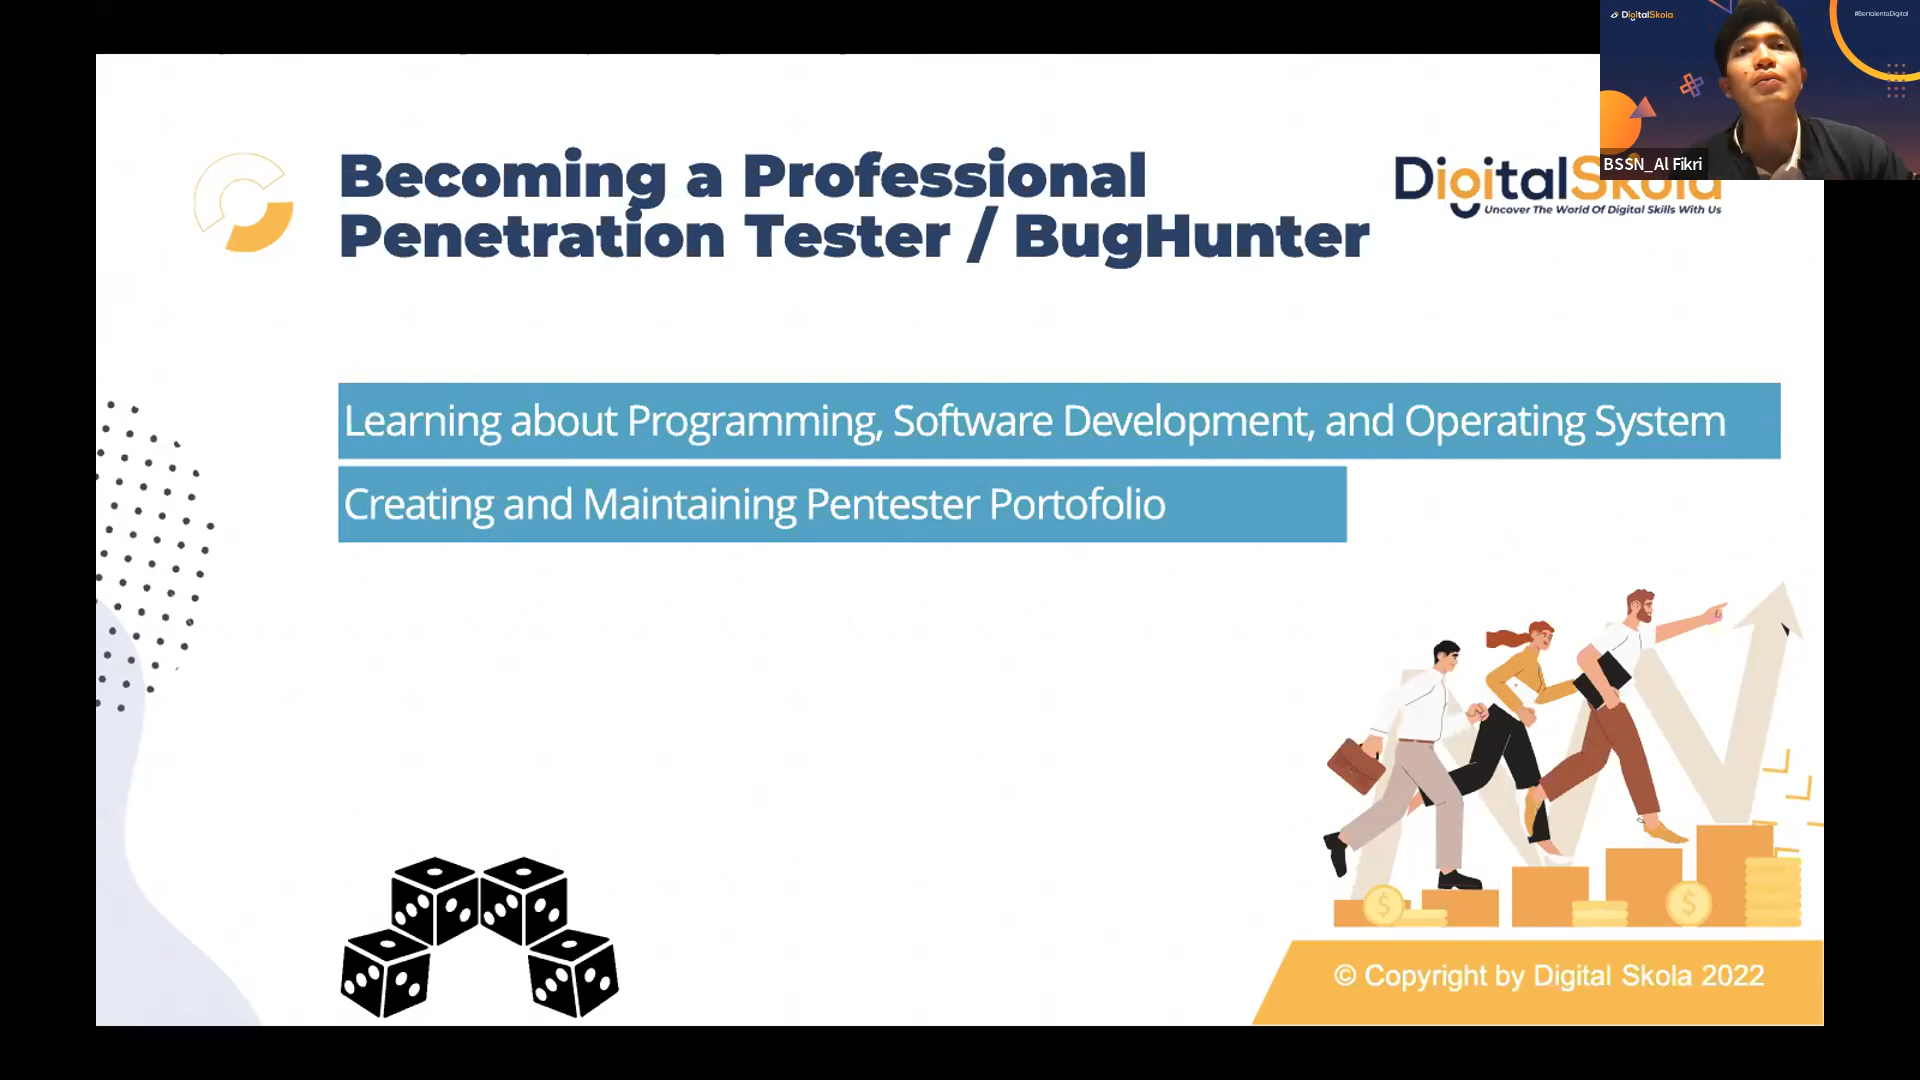 DigitalSkola
#BertalentaDigital
BSSN_Al Fikri
Becoming a Professional
Penetration Tester / BugHunter
DigitalSkola
Uncover The World Of Digital Skills With Us
Learning about Programming, Software Development, and Operating System
Creating and Maintaining Pentester Portofolio
$
$
© Copyright by Digital Skola 2022